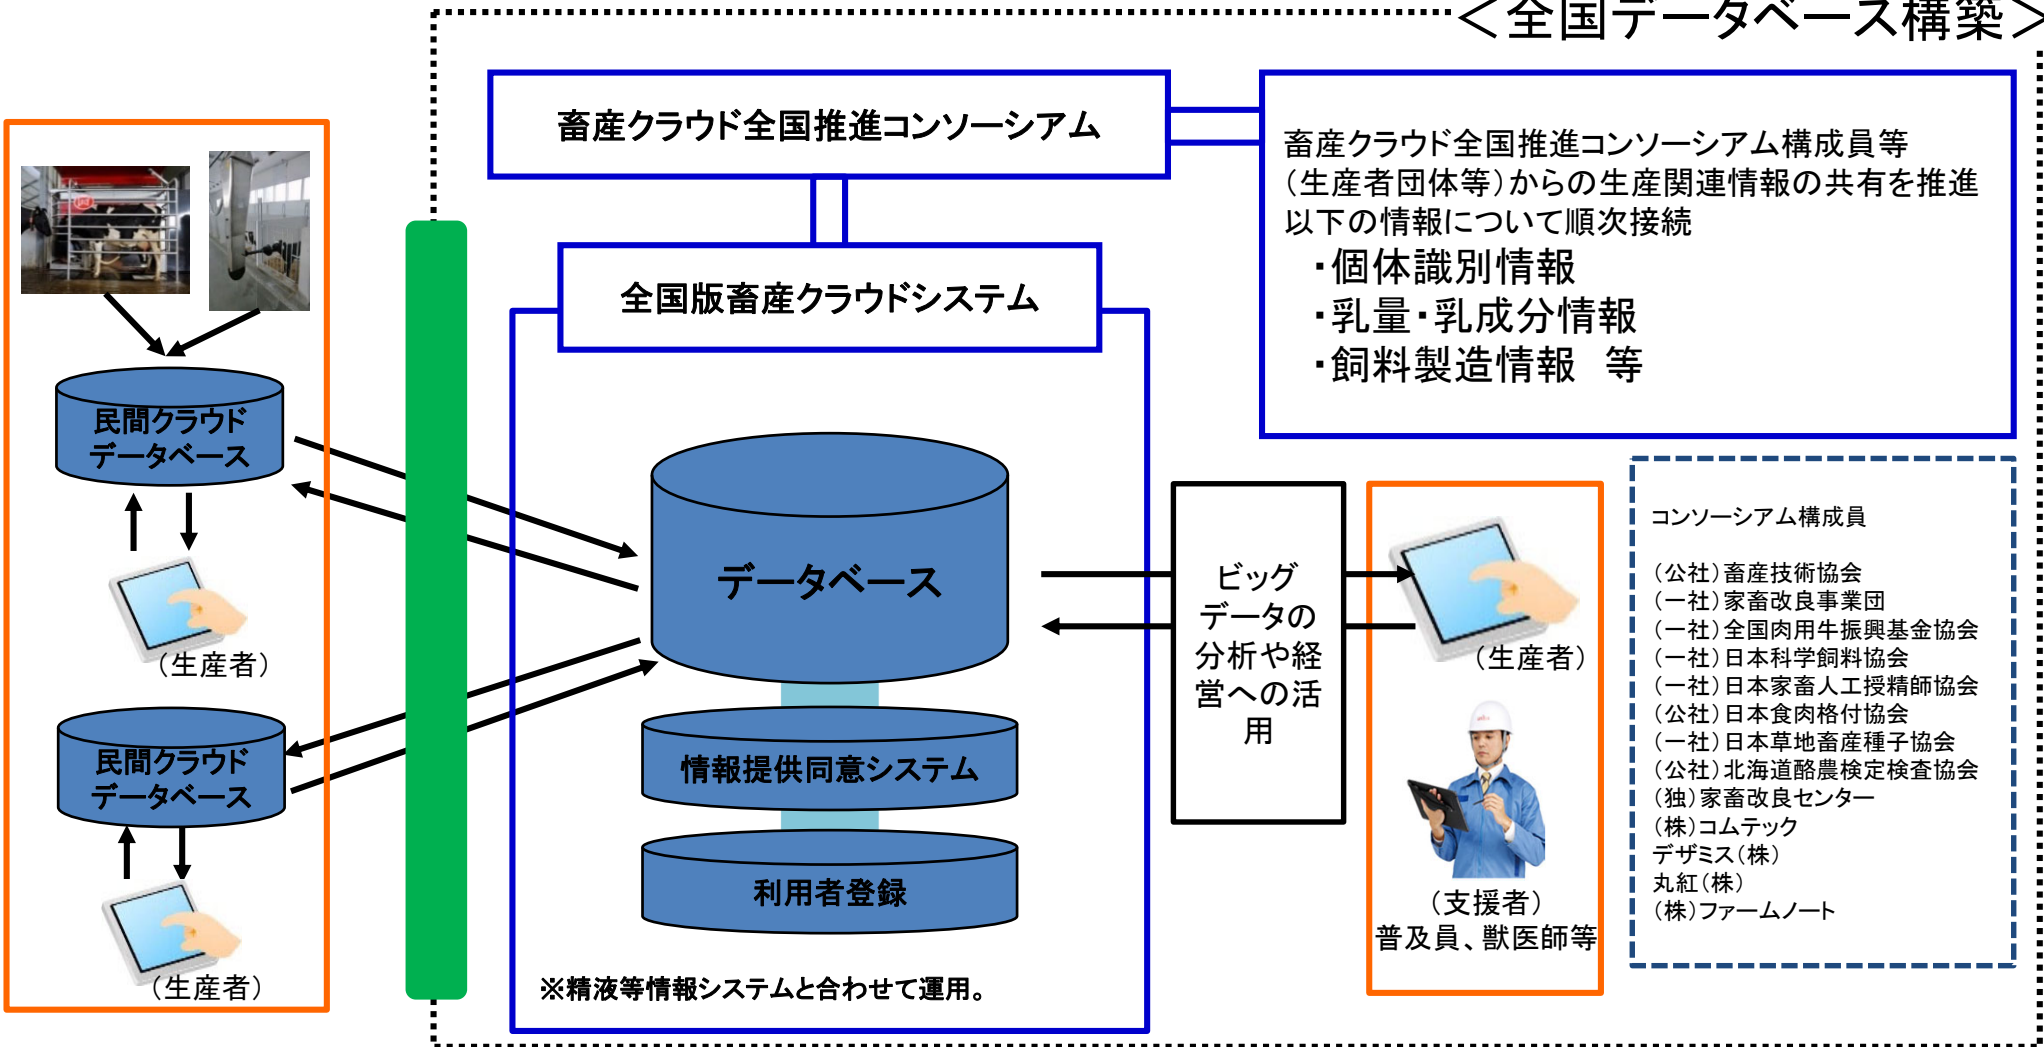 ＜全国データベース構築＞
畜産クラウド全国推進コンソーシアム
畜産クラウド全国推進コンソーシアム構成員等
（生産者団体等）からの生産関連情報の共有を推進
以下の情報について順次接続
・個体識別情報
・乳量・乳成分情報
・飼料製造情報　等
全国版畜産クラウドシステム
民間クラウド
データベース
（生産者）
民間クラウド
データベース
（生産者）
データベース
情報提供同意システム
利用者登録
※精液等情報システムと合わせて運用。
ビッグ
データの
分析や経
営への活
用
（生産者）
（支援者）
普及員、獣医師等
コンソーシアム構成員
（公社）畜産技術協会
（一社）家畜改良事業団
（一社）全国肉用牛振興基金協会
（一社）日本科学飼料協会
（一社）日本家畜人工授精師協会
（公社）日本食肉格付協会
（一社）日本草地畜産種子協会
（公社）北海道酪農検定検査協会
（独）家畜改良センター
（株）コムテック
デザミス（株）
丸紅（株）
（株）ファームノート